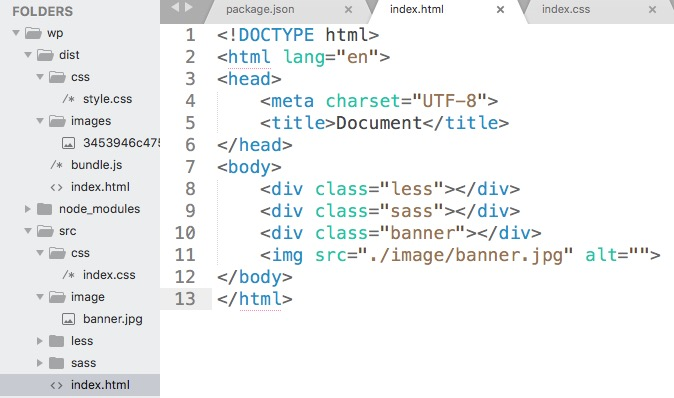 FOLDERS
wp
dist
css
/* style.css
images
3453946c475
/* bundle.js
<> index.html
node_modules
src
css
/* index.css
image
banner.jpg
less
sass
<> index.html
package.json × index.html × index.css ×
1 <!DOCTYPE html>
2 <html lang="en">
3 <head>
4 <meta charset="UTF-8">
5 <title>Document</title>
6 </head>
7 <body>
8 <div class="less"></div>
9 <div class="sass"></div>
10 <div class="banner"></div>
11 <img src="./image/banner.jpg" alt="">
12 </body>
13 </html>